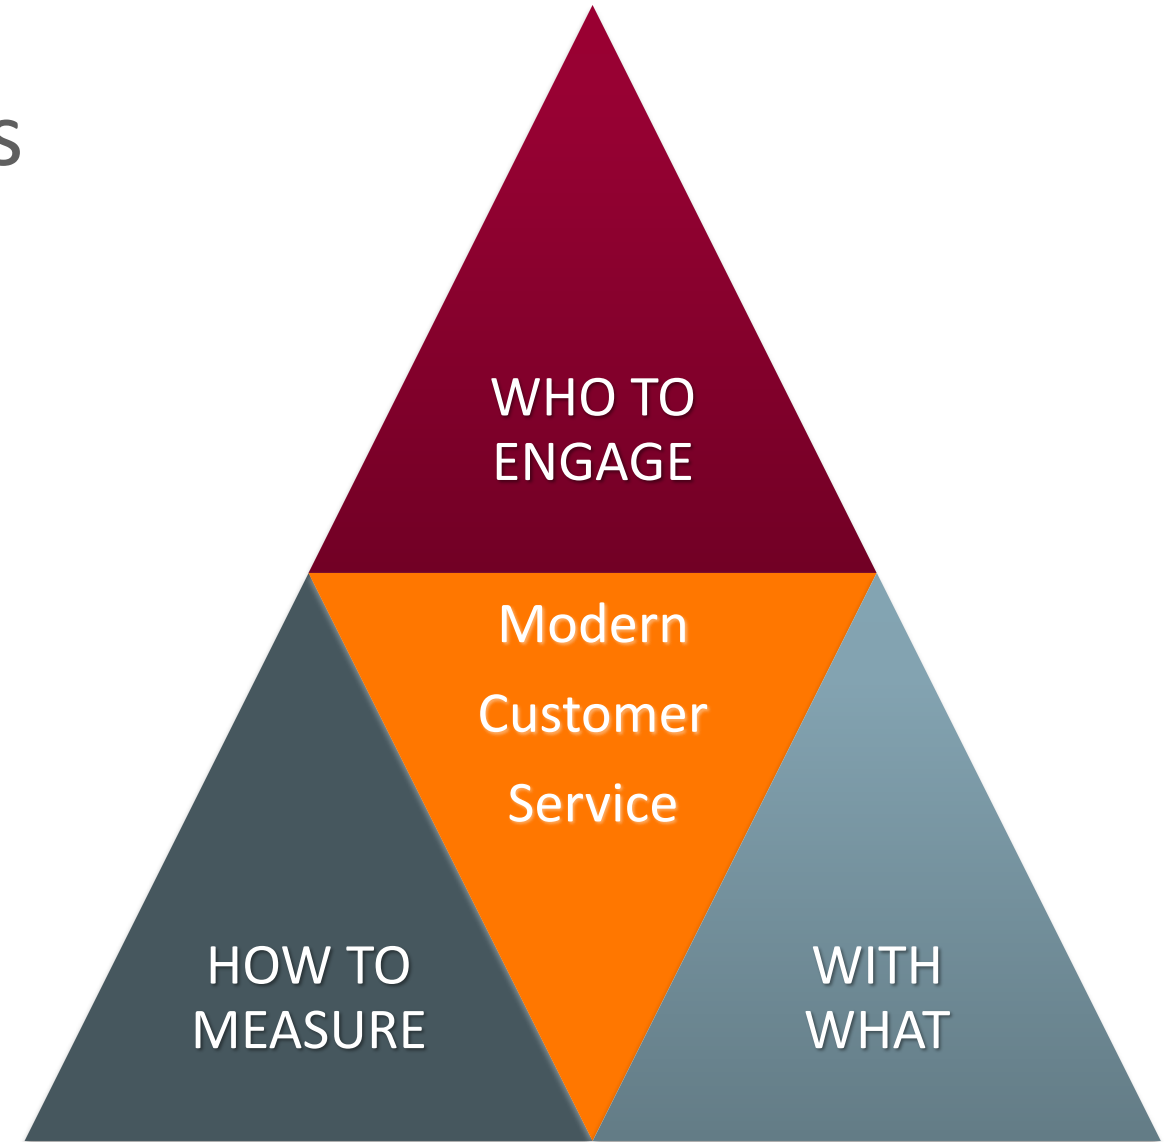 S
WHO TO
ENGAGE
Modern
Customer
Service
HOW TO
MEASURE
WITH
WHAT